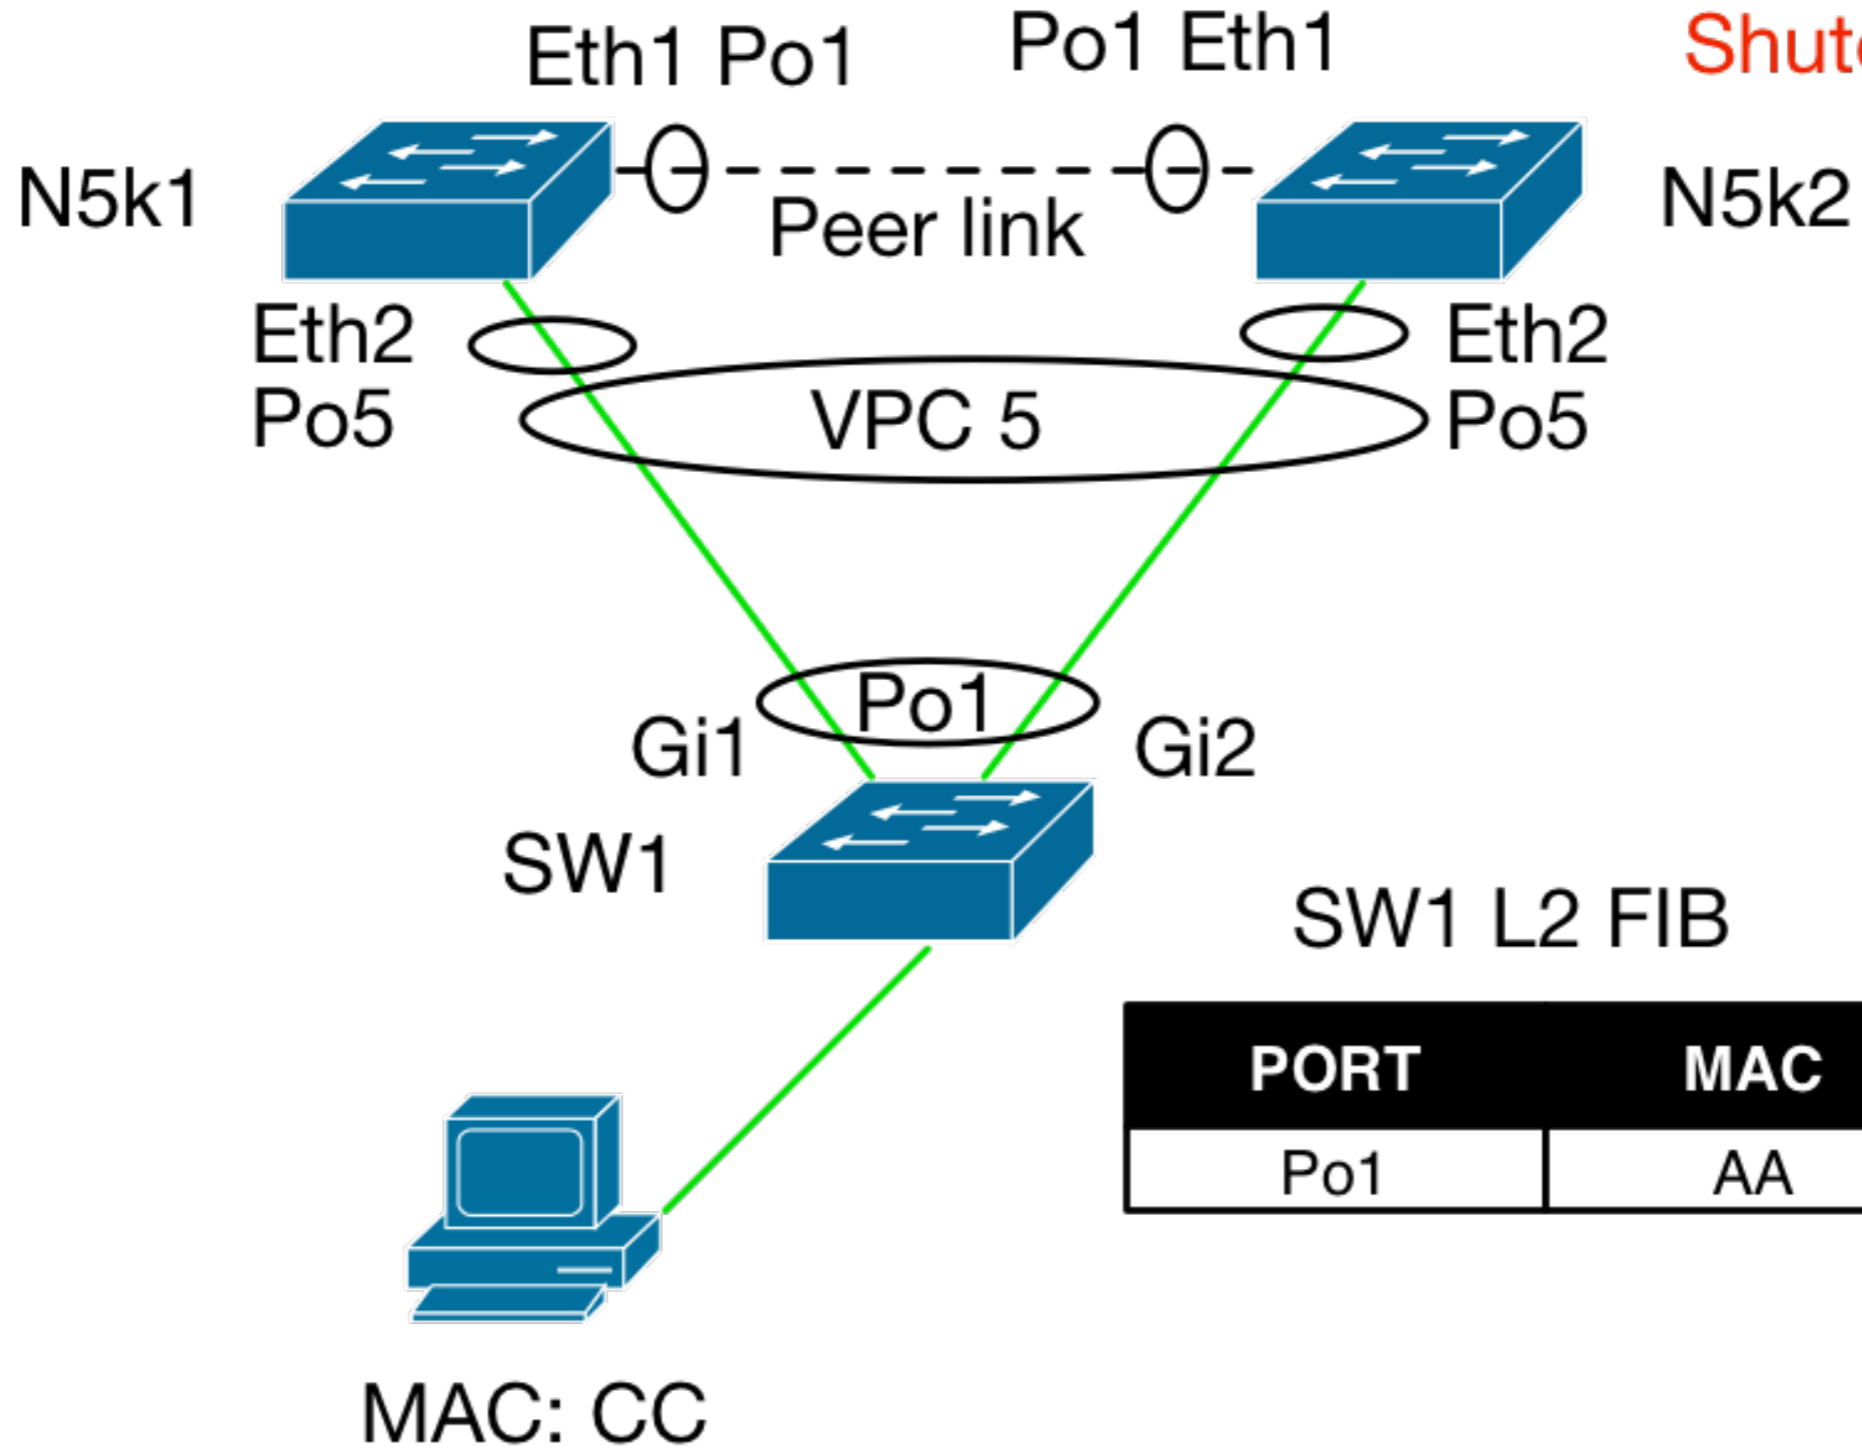 Eth1 Po1
Po1 Eth1
N5k1
Peer link
N5k2
Eth2
Po5
VPC 5
Eth2
Po5
Po1
Gi1
Gi2
SW1
SW1 L2 FIB
PORT MAC
Po1 AA
MAC: CC